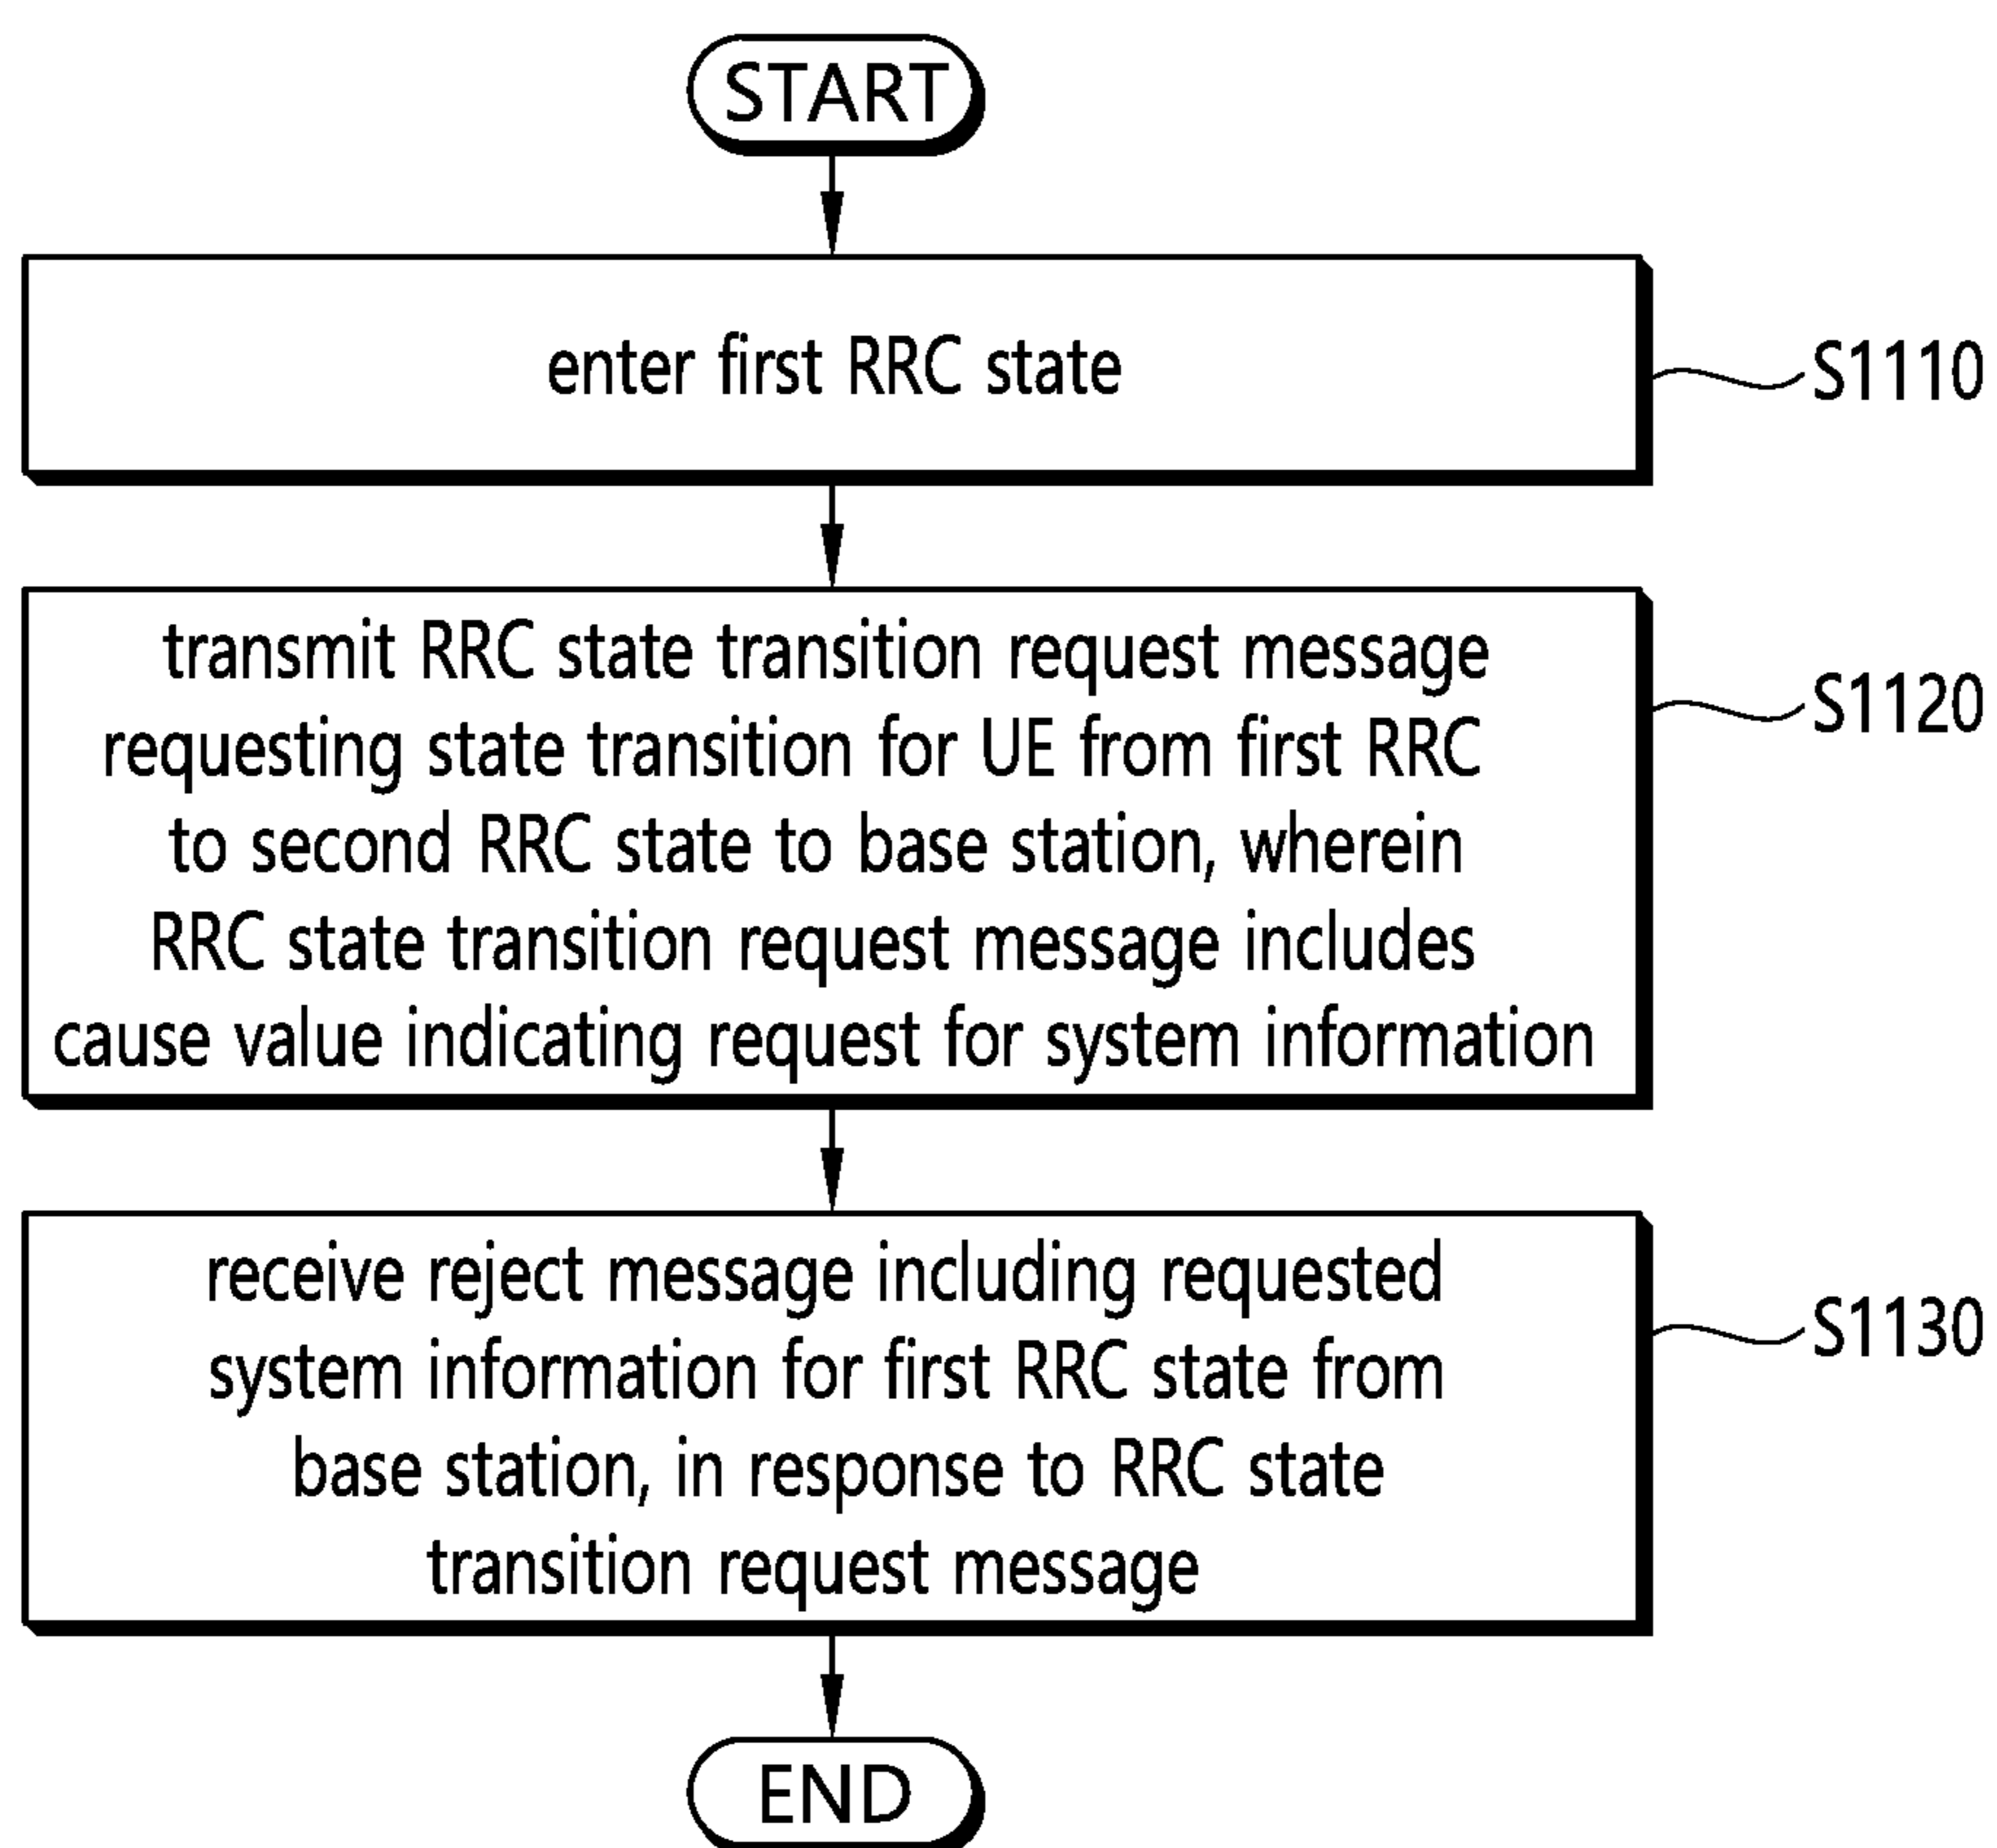 START
enter first RRC state
S1110
transmit RRC state transition request message
requesting state transition for UE from first RRC
to second RRC state to base station, wherein
RRC state transition request message includes
cause value indicating request for system information
S1120
receive reject message including requested
system information for first RRC state from
base station, in response to RRC state
transition request message
S1130
END